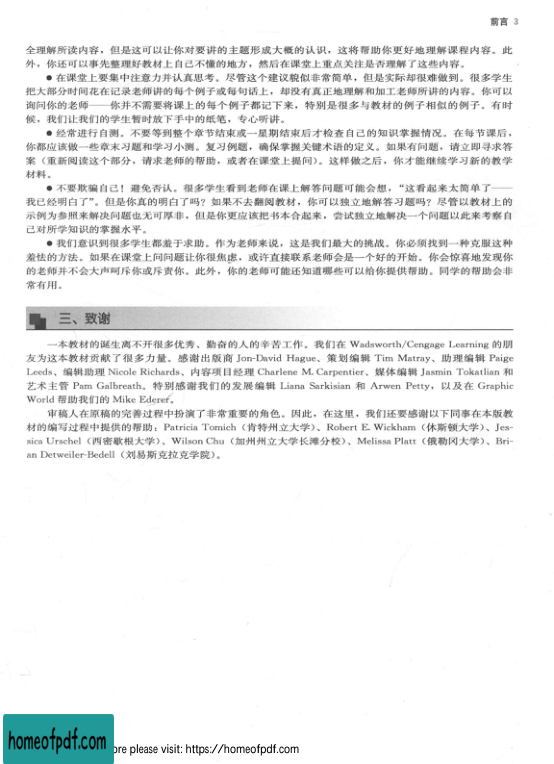 前言 3
全理解所读内容，但是这可以让你对要讲的主题形成大概的认识，这将帮助你更好地理解课程内容。此
外，你还可以事先整理好教材上自己不懂的地方，然后在课堂上重点关注是否理解了这些内容。
●在课堂上要集中注意力并认真思考。尽管这个建议貌似非常简单，但是实际却很难做到。很多学生
把大部分时间花在记录老师讲的每个例子或每句话上，却没有真正地理解和加工老师所讲的内容。你可以
询问你的老师——你并不需要将课上的每个例子都记下来，特别是很多与教材的例子相似的例子。有时
候，我们让我们的学生暂时放下手中的纸笔，专心听讲。
●经常进行自测。不要等到整个章节结束或一星期结束后才检查自己的知识掌握情况。在每节课后，
你都应该做一些章末习题和学习小测。复习例题，确保掌握关键术语的定义。如果有问题，请立即寻求答
案（重新阅读这个部分，请求老师的帮助，或者在课堂上提问）。这样做之后，你才能继续学习新的教学
材料。
●不要欺骗自己！避免否认。很多学生看到老师在课上解答问题可能会想，“这看起来太简单了——
我已经明白了”。但是你真的明白了吗？如果不去翻阅教材，你可以独立地解答习题吗？尽管以教材上的
示例为参照来解决问题也无可厚非，但是你更应该把书本合起来，尝试独立地解决一个问题以此来考察自
己对所学知识的掌握水平。
●我们意识到很多学生都羞于求助。作为老师来说，这是我们最大的挑战。你必须找到一种克服这种
羞怯的方法。如果在课堂上问问题让你很焦虑，或许直接联系老师会是一个好的开始。你会惊喜地发现你
的老师并不会大声呵斥你或斥责你。此外，你的老师可能还知道哪些可以给你提供帮助。同学的帮助会非
常有用。
三、致谢
一本教材的诞生离不开很多优秀、勤奋的人的辛苦工作。我们在 Wadsworth/Cengage Learning 的朋
友为这本教材贡献了很多力量。感谢出版商 Jon-David Hague、策划编辑 Tim Matray、助理编辑 Paige
Leeds、编辑助理 Nicole Richards、内容项目经理 Charlene M. Carpentier、媒体编辑 Jasmin Tokatlian 和
艺术主管 Pam Galbreath。特别感谢我们的发展编辑 Liana Sarkisian 和 Arwen Petty，以及在 Graphic
World 帮助我们的 Mike Ederer。
审稿人在原稿的完善过程中扮演了非常重要的角色。因此，在这里，我们还要感谢以下同事在本版教
材的编写过程中提供的帮助：Patricia Tomich（肯特州立大学）、Robert E. Wickham（休斯顿大学）、Jes-
sica Urschel（西密歇根大学）、Wilson Chu（加州州立大学长滩分校）、Melissa Platt（俄勒冈大学）、Bri-
an Detweiler-Bedell（刘易斯克拉克学院）。
homeofpdf.com ore please visit: https://homeofpdf.com